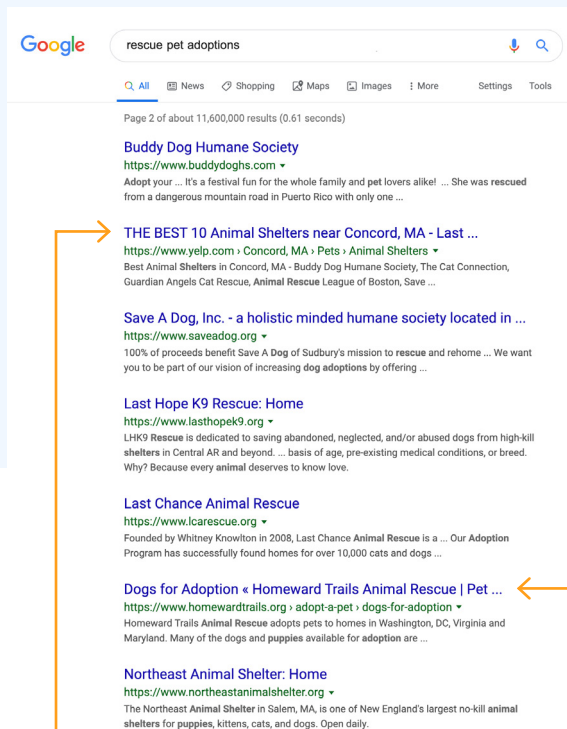 Google
rescue pet adoptions
All News Shopping Maps Images More Settings Tools
Page 2 of about 11,600,000 results (0.61 seconds)
Buddy Dog Humane Society
https://www.buddydoghs.com
Adopt your ... It's a festival fun for the whole family and pet lovers alike! ... She was rescued
from a dangerous mountain road in Puerto Rico with only one ...
THE BEST 10 Animal Shelters near Concord, MA - Last ...
https://www.yelp.com › Concord, MA › Pets › Animal Shelters
Best Animal Shelters in Concord, MA - Buddy Dog Humane Society, The Cat Connection,
Guardian Angels Cat Rescue, Animal Rescue League of Boston, Save ...
Save A Dog, Inc. - a holistic minded humane society located in ...
https://www.saveadog.org
100% of proceeds benefit Save A Dog of Sudbury's mission to rescue and rehome ... We want
you to be part of our vision of increasing dog adoptions by offering ...
Last Hope K9 Rescue: Home
https://www.lasthopek9.org
LHK9 Rescue is dedicated to saving abandoned, neglected, and/or abused dogs from high-kill
shelters in Central AR and beyond. ... basis of age, pre-existing medical conditions, or breed.
Why? Because every animal deserves to know love.
Last Chance Animal Rescue
https://www.lcarescue.org
Founded by Whitney Knowlton in 2008, Last Chance Animal Rescue is a ... Our Adoption
Program has successfully found homes for over 10,000 cats and dogs ...
Dogs for Adoption « Homeward Trails Animal Rescue | Pet ...
https://www.homewardtrails.org › adopt-a-pet › dogs-for-adoption
Homeward Trails Animal Rescue adopts pets to homes in Washington, DC, Virginia and
Maryland. Many of the dogs and puppies available for adoption are ...
Northeast Animal Shelter: Home
https://www.northeastanimalshelter.org
The Northeast Animal Shelter in Salem, MA, is one of New England's largest no-kill animal
shelters for puppies, kittens, cats, and dogs. Open daily.